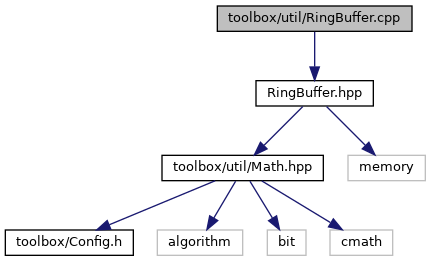 toolbox/util/RingBuffer.cpp
RingBuffer.hpp
toolbox/util/Math.hpp
memory
toolbox/Config.h
algorithm
bit
cmath